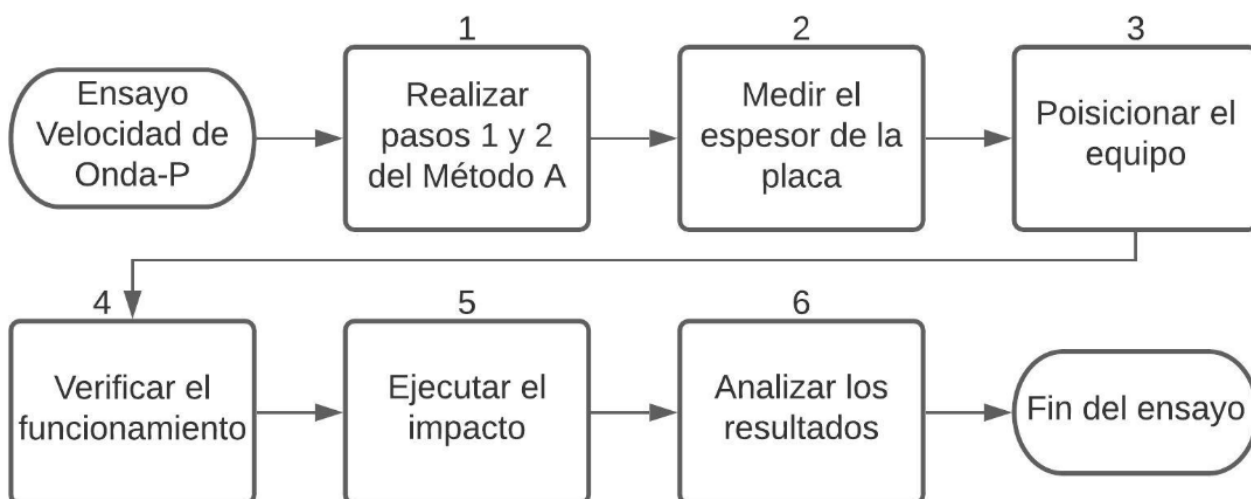 1
2
3
Ensayo
Velocidad de
Onda-P
Realizar
pasos 1 y 2
del Método A
Medir el
espesor de la
placa
Poisicionar el
equipo
4
5
6
Verificar el
funcionamiento
Ejecutar el
impacto
Analizar los
resultados
Fin del ensayo